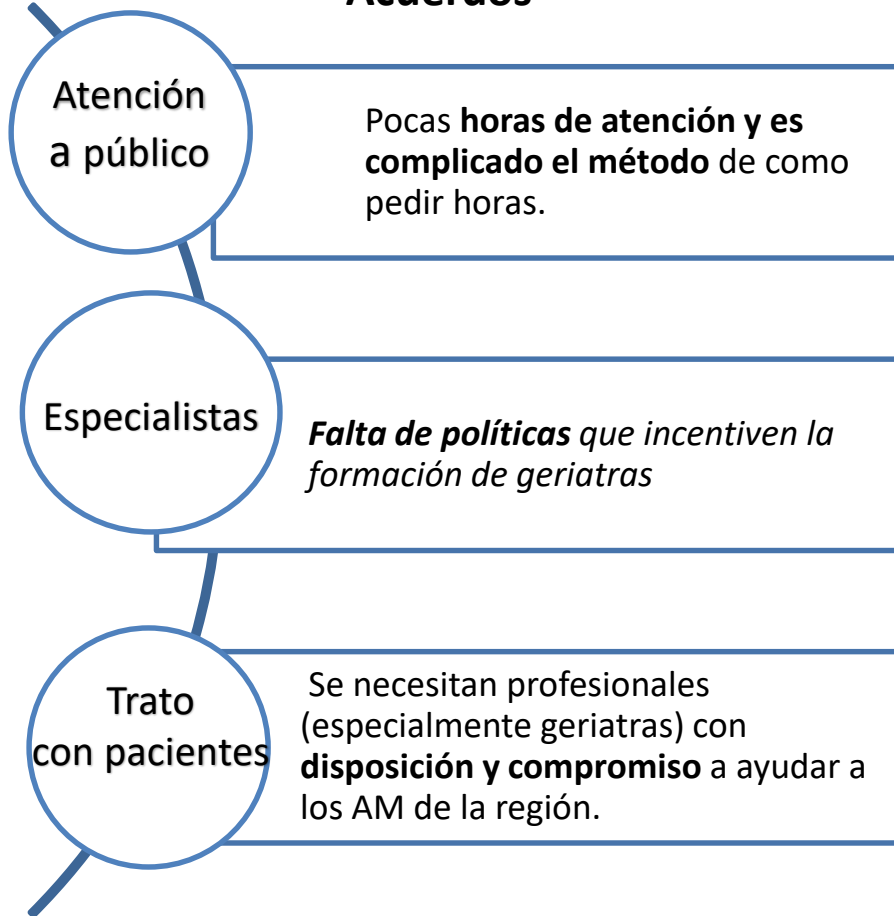 Acuerdos
Atención
a público
Pocas horas de atención y es
complicado el método de como
pedir horas.
Especialistas
Falta de políticas que incentiven la
formación de geriatras
Trato
con pacientes
Se necesitan profesionales
(especialmente geriatras) con
disposición y compromiso a ayudar a
los AM de la región.